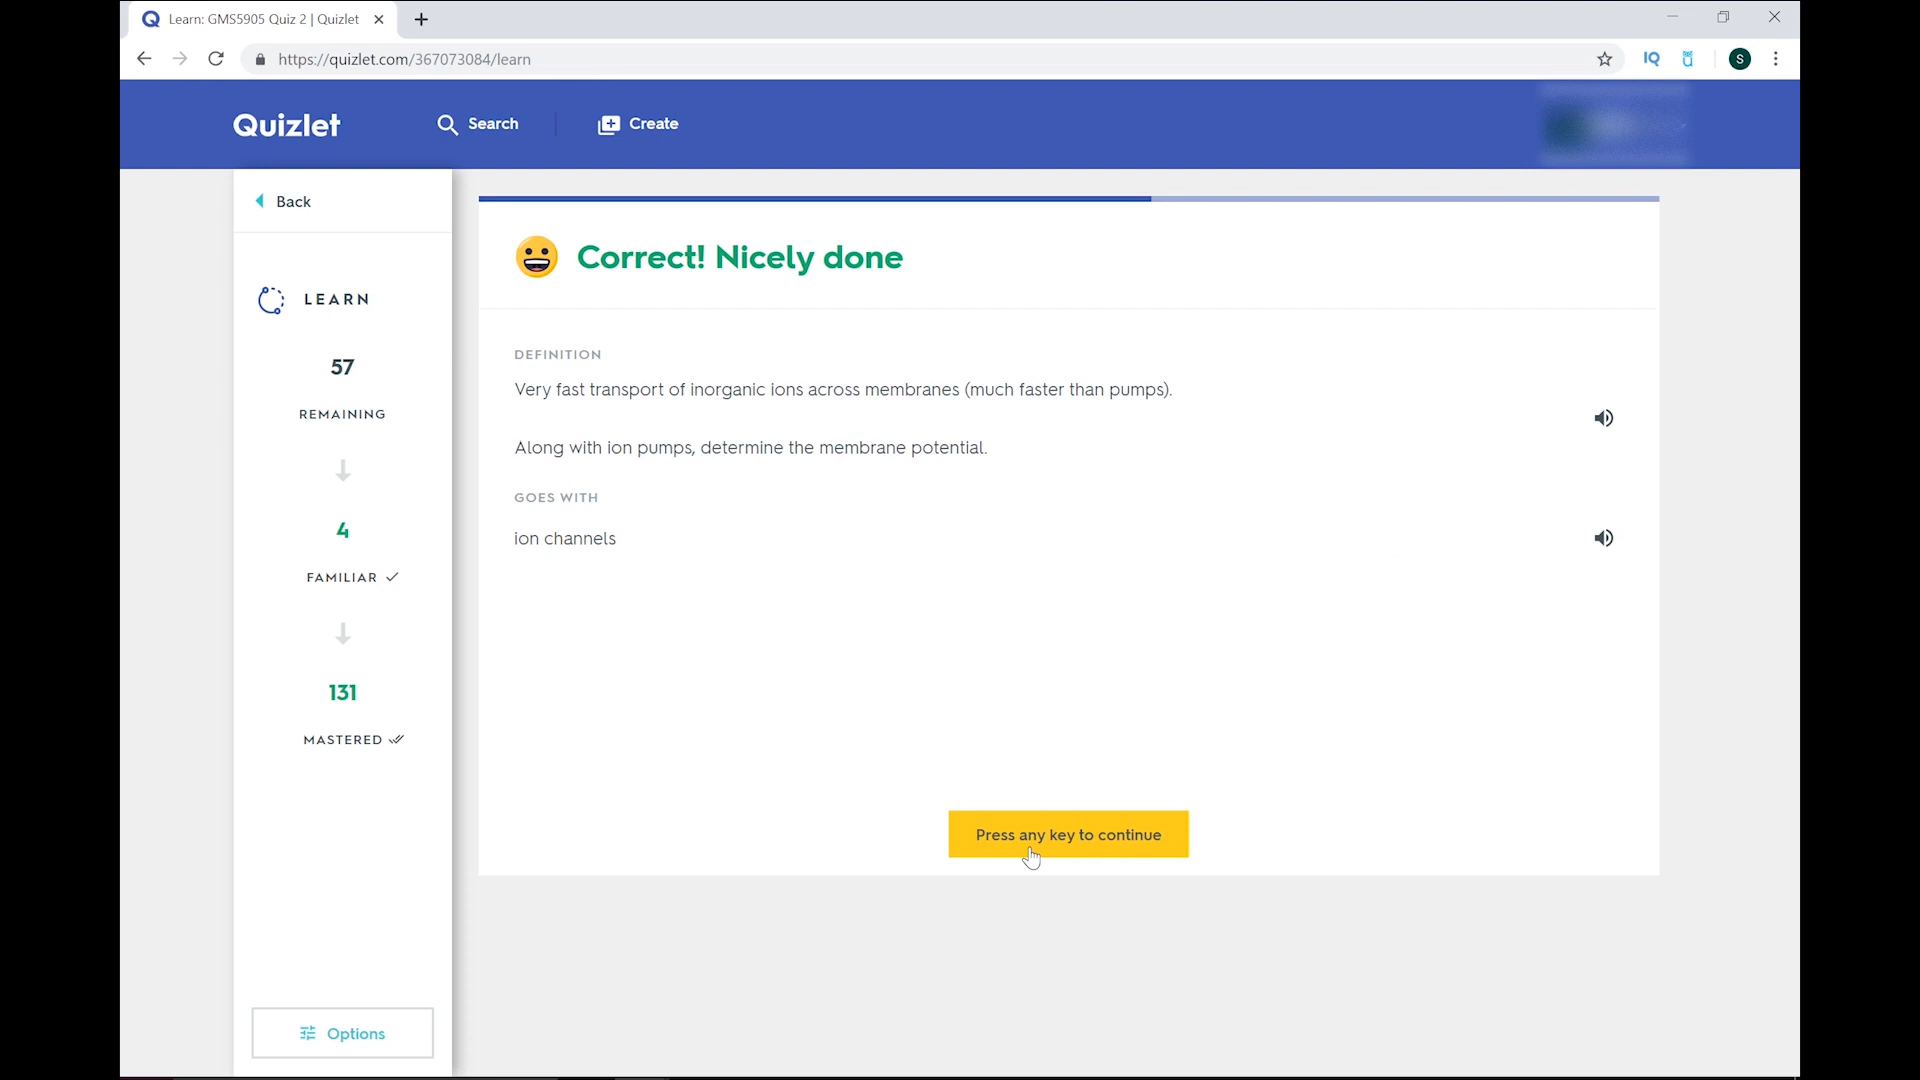 Learn: GMS5905 Quiz 2 | Quizlet
https://quizlet.com/367073084/learn
IQ
S
Quizlet
Search
Create
Back
LEARN
57
REMAINING
4
FAMILIAR
131
MASTERED
Options
Correct! Nicely done
DEFINITION
Very fast transport of inorganic ions across membranes (much faster than pumps).
Along with ion pumps, determine the membrane potential.
GOES WITH
ion channels
Press any key to continue